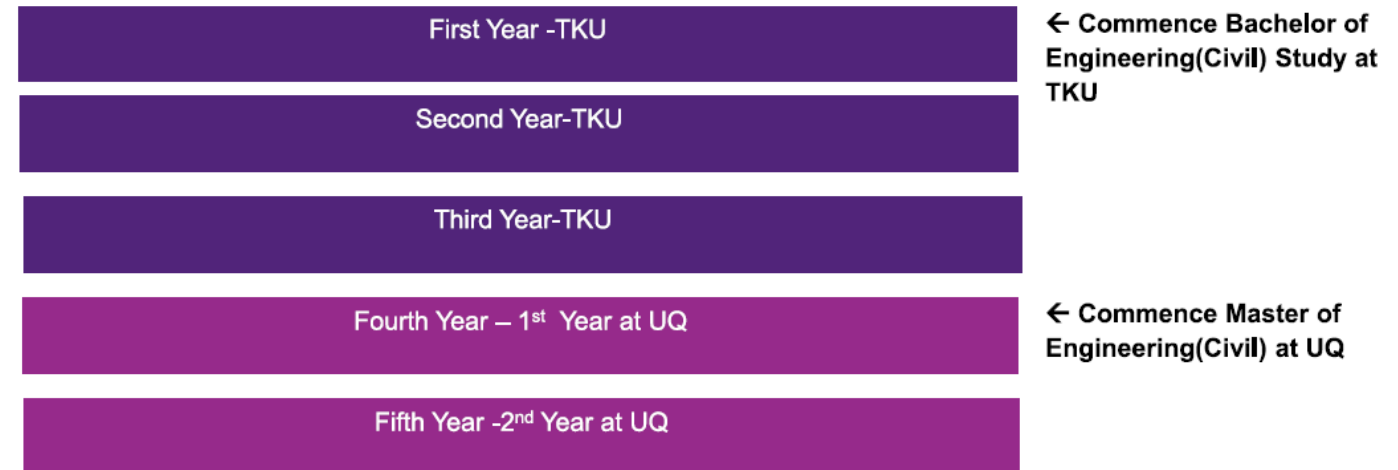 First Year -TKU
← Commence Bachelor of
Engineering(Civil) Study at
TKU
Second Year-TKU
Third Year-TKU
Fourth Year – 1st Year at UQ
← Commence Master of
Engineering(Civil) at UQ
Fifth Year -2nd Year at UQ